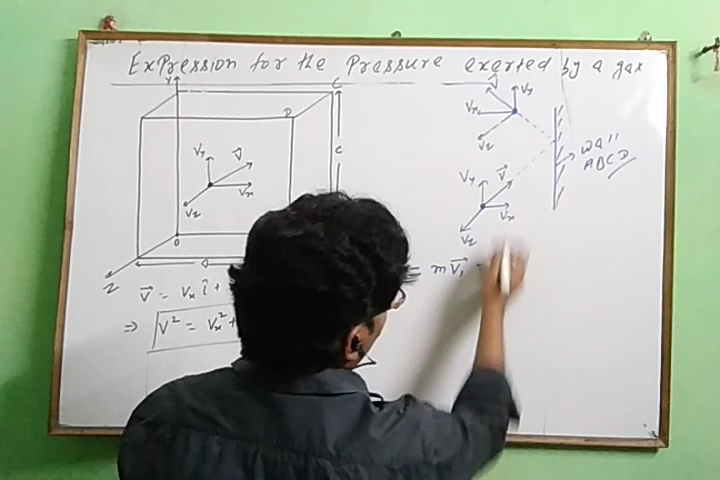 Expression for the Pressure exerted by a gas
Y
C
D
C
Vy
V⃗
Vx
Vz
O
Z
V⃗ = Vx î +
⇒ V² = Vx² +
Vy
Vx
Vz
Vy
V⃗
Vx
Vz
wall
ABCD
= mV⃗₁ -